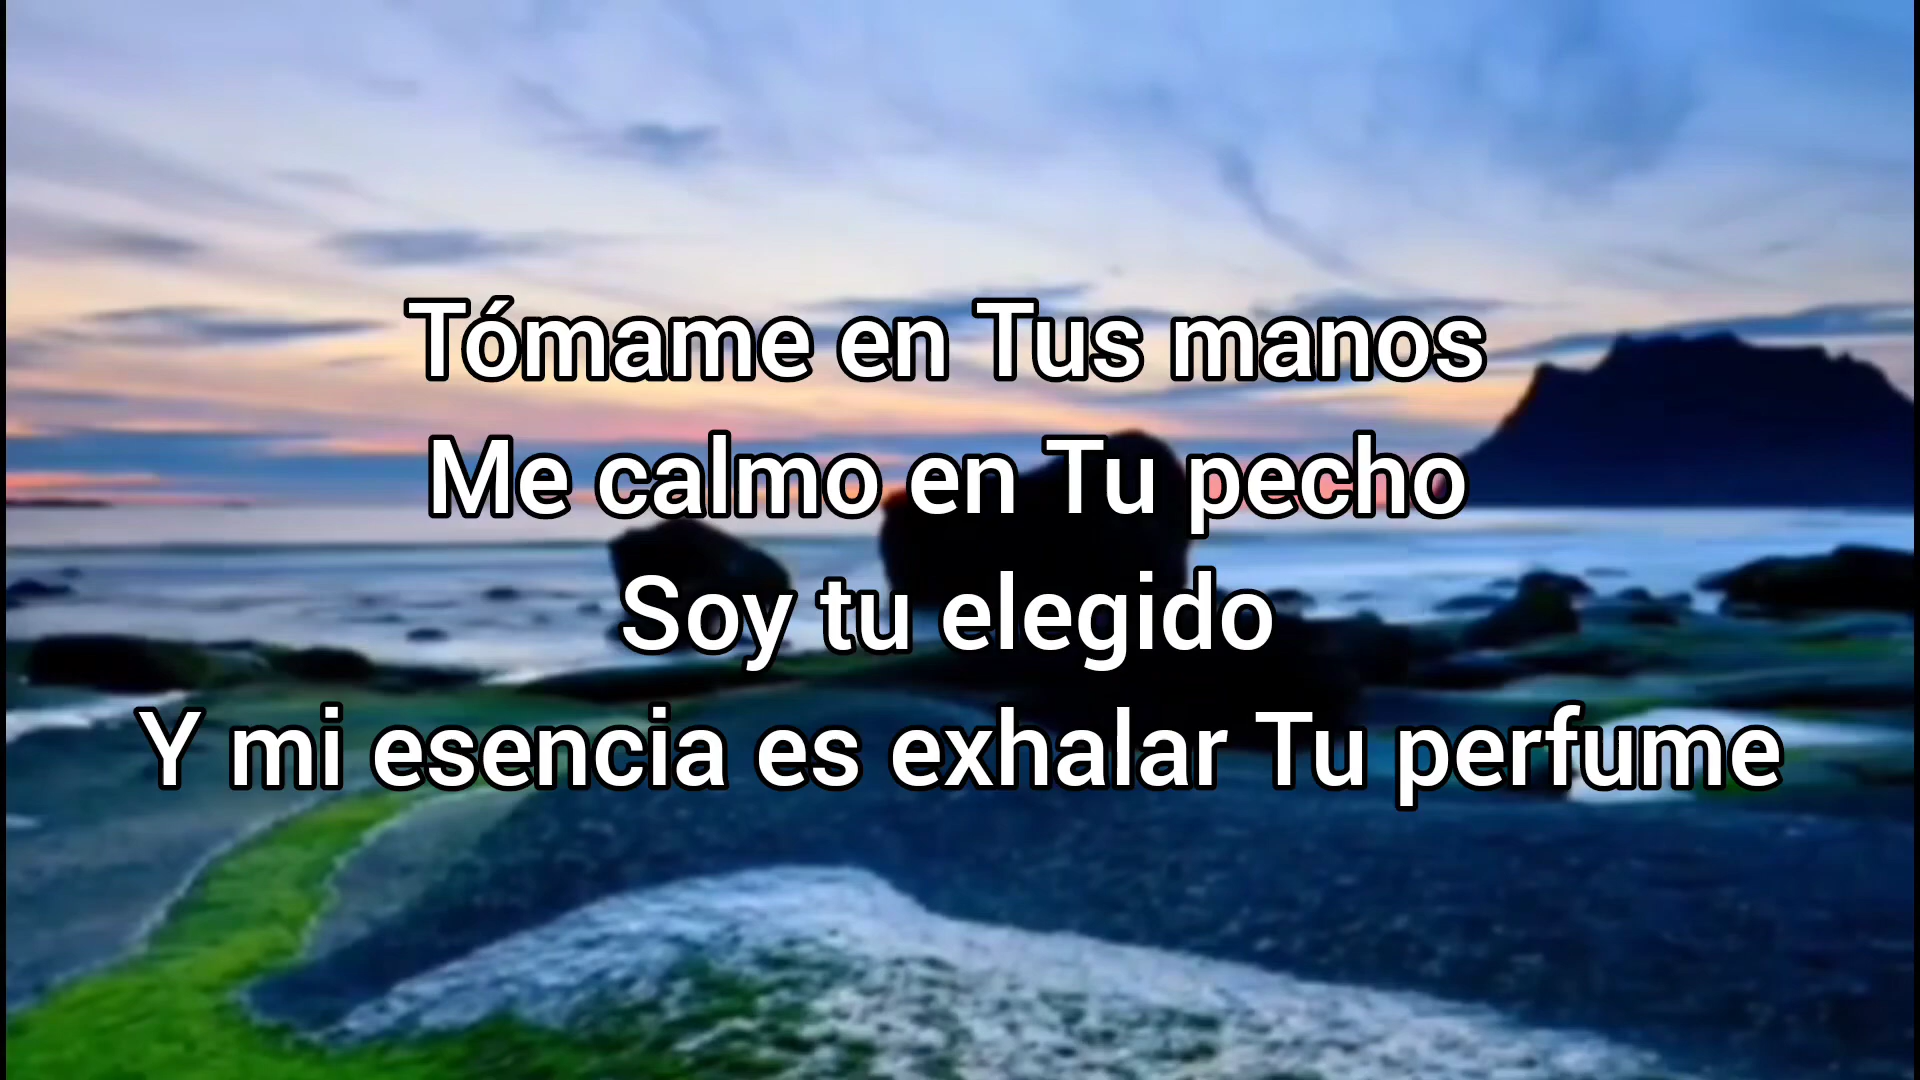 Tómame en Tus manos
Me calmo en Tu pecho
Soy tu elegido
Y mi esencia es exhalar Tu perfume